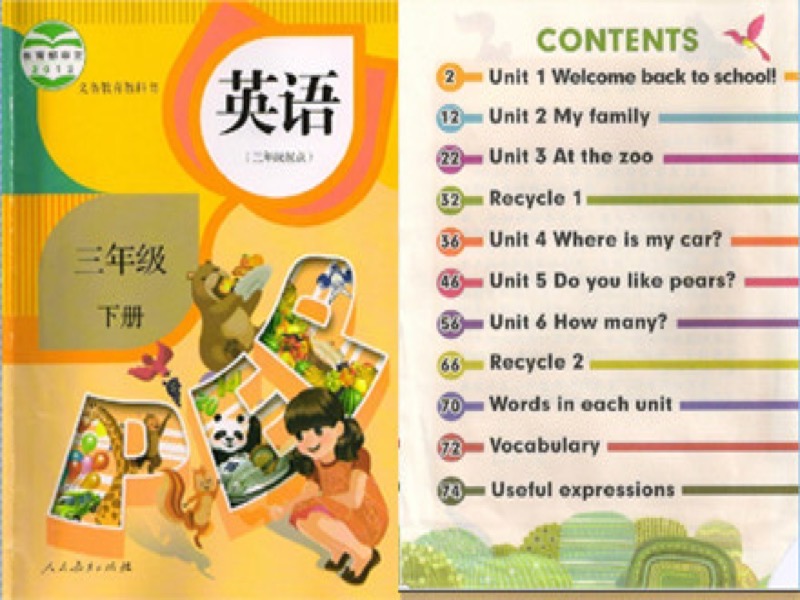 教育部审定
2012
义务教育教科书
英语
(三年级起点)
三年级
下册
PEP
人民教育出版社
CONTENTS
2 Unit 1 Welcome back to school!
12 Unit 2 My family
22 Unit 3 At the zoo
32 Recycle 1
36 Unit 4 Where is my car?
46 Unit 5 Do you like pears?
56 Unit 6 How many?
66 Recycle 2
70 Words in each unit
72 Vocabulary
74 Useful expressions